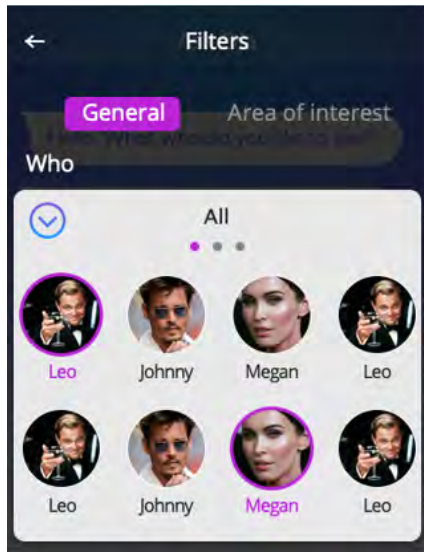 Filters
General Area of interest
Who
All
Leo Johnny Megan Leo
Leo Johnny Megan Leo